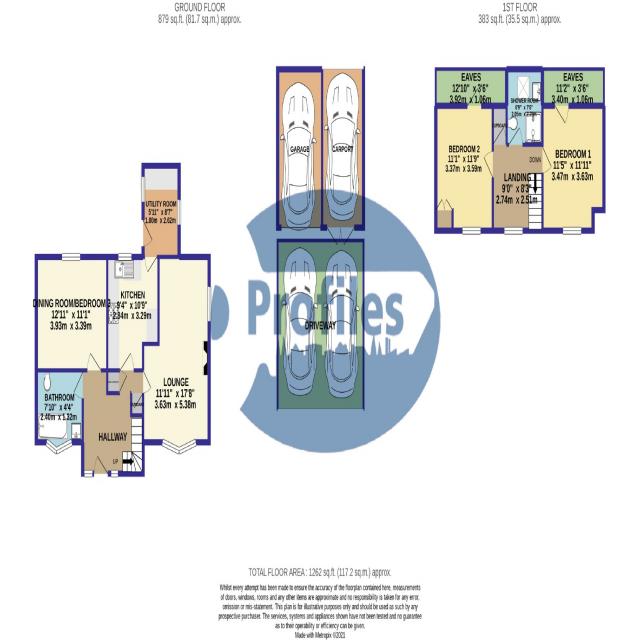 GROUND FLOOR
879 sq.ft. (81.7 sq.m.) approx.
1ST FLOOR
383 sq.ft. (35.5 sq.m.) approx.
EAVES
12'10" x 3'6"
3.92m x 1.06m
SHOWER ROOM
EAVES
11'2" x 3'6"
3.40m x 1.06m
CUPBOARD
BEDROOM 2
11'1" x 11'9"
3.37m x 3.59m
DOWN
LANDING
9'0" x 8'3"
2.74m x 2.51m
BEDROOM 1
11'5" x 11'11"
3.47m x 3.63m
GARAGE
CARPORT
UTILITY ROOM
5'11" x 8'7"
1.80m x 2.62m
DINING ROOM/BEDROOM 3
12'11" x 11'1"
3.93m x 3.39m
KITCHEN
9'4" x 10'9"
2.84m x 3.29m
Profiles
DRIVEWAY
LOUNGE
11'11" x 17'8"
3.63m x 5.38m
BATHROOM
7'10" x 4'4"
2.40m x 1.32m
HALLWAY
UP
TOTAL FLOOR AREA : 1262 sq.ft. (117.2 sq.m.) approx.
Whilst every attempt has been made to ensure the accuracy of the floorplan contained here, measurements
of doors, windows, rooms and any other items are approximate and no responsibility is taken for any error,
omission or mis-statement. This plan is for illustrative purposes only and should be used as such by any
prospective purchaser. The services, systems and appliances shown have not been tested and no guarantee
as to their operability or efficiency can be given.
Made with Metropix ©2021